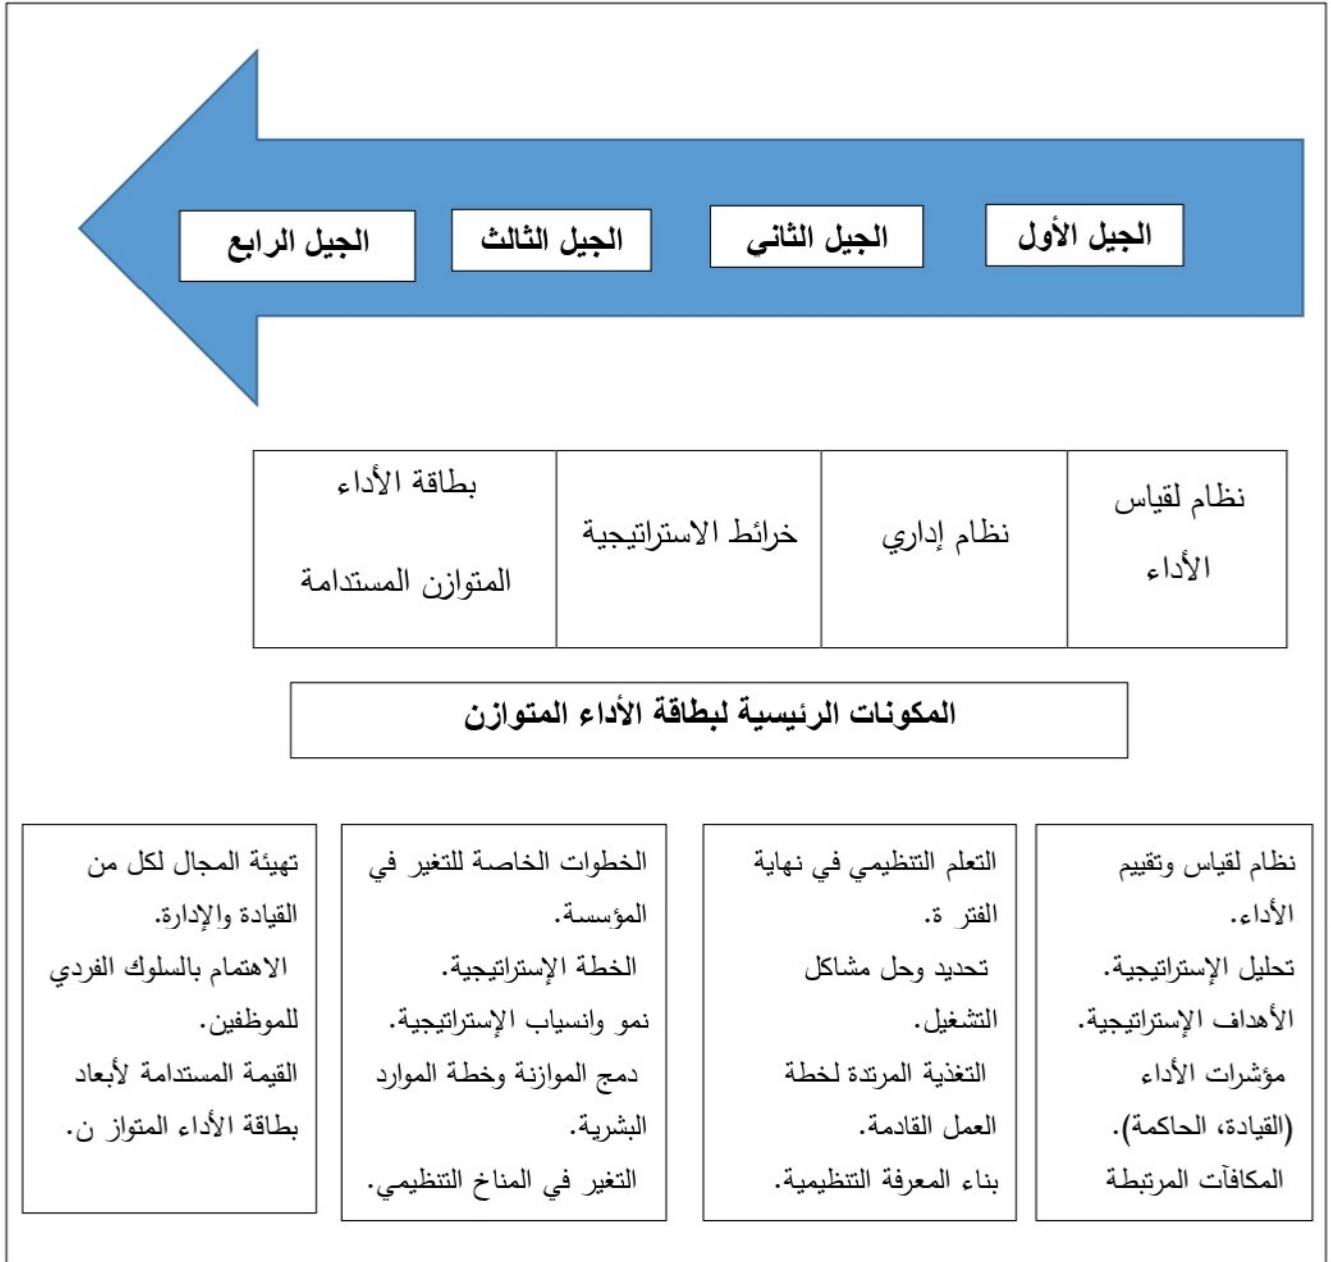 الجيل الأول
الجيل الثاني
الجيل الثالث
الجيل الرابع
نظام لقياس
الأداء
نظام إداري
خرائط الاستراتيجية
بطاقة الأداء
المتوازن المستدامة
المكونات الرئيسية لبطاقة الأداء المتوازن
نظام لقياس وتقييم
الأداء.
تحليل الإستراتيجية.
الأهداف الإستراتيجية.
مؤشرات الأداء
(القيادة، الحاكمة).
المكافآت المرتبطة
التعلم التنظيمي في نهاية
الفتر ة.
تحديد وحل مشاكل
التشغيل.
التغذية المرتدة لخطة
العمل القادمة.
بناء المعرفة التنظيمية.
الخطوات الخاصة للتغير في
المؤسسة.
الخطة الإستراتيجية.
نمو وانسياب الإستراتيجية.
دمج الموازنة وخطة الموارد
البشرية.
التغير في المناخ التنظيمي.
تهيئة المجال لكل من
القيادة والإدارة.
الاهتمام بالسلوك الفردي
للموظفين.
القيمة المستدامة لأبعاد
بطاقة الأداء المتواز ن.